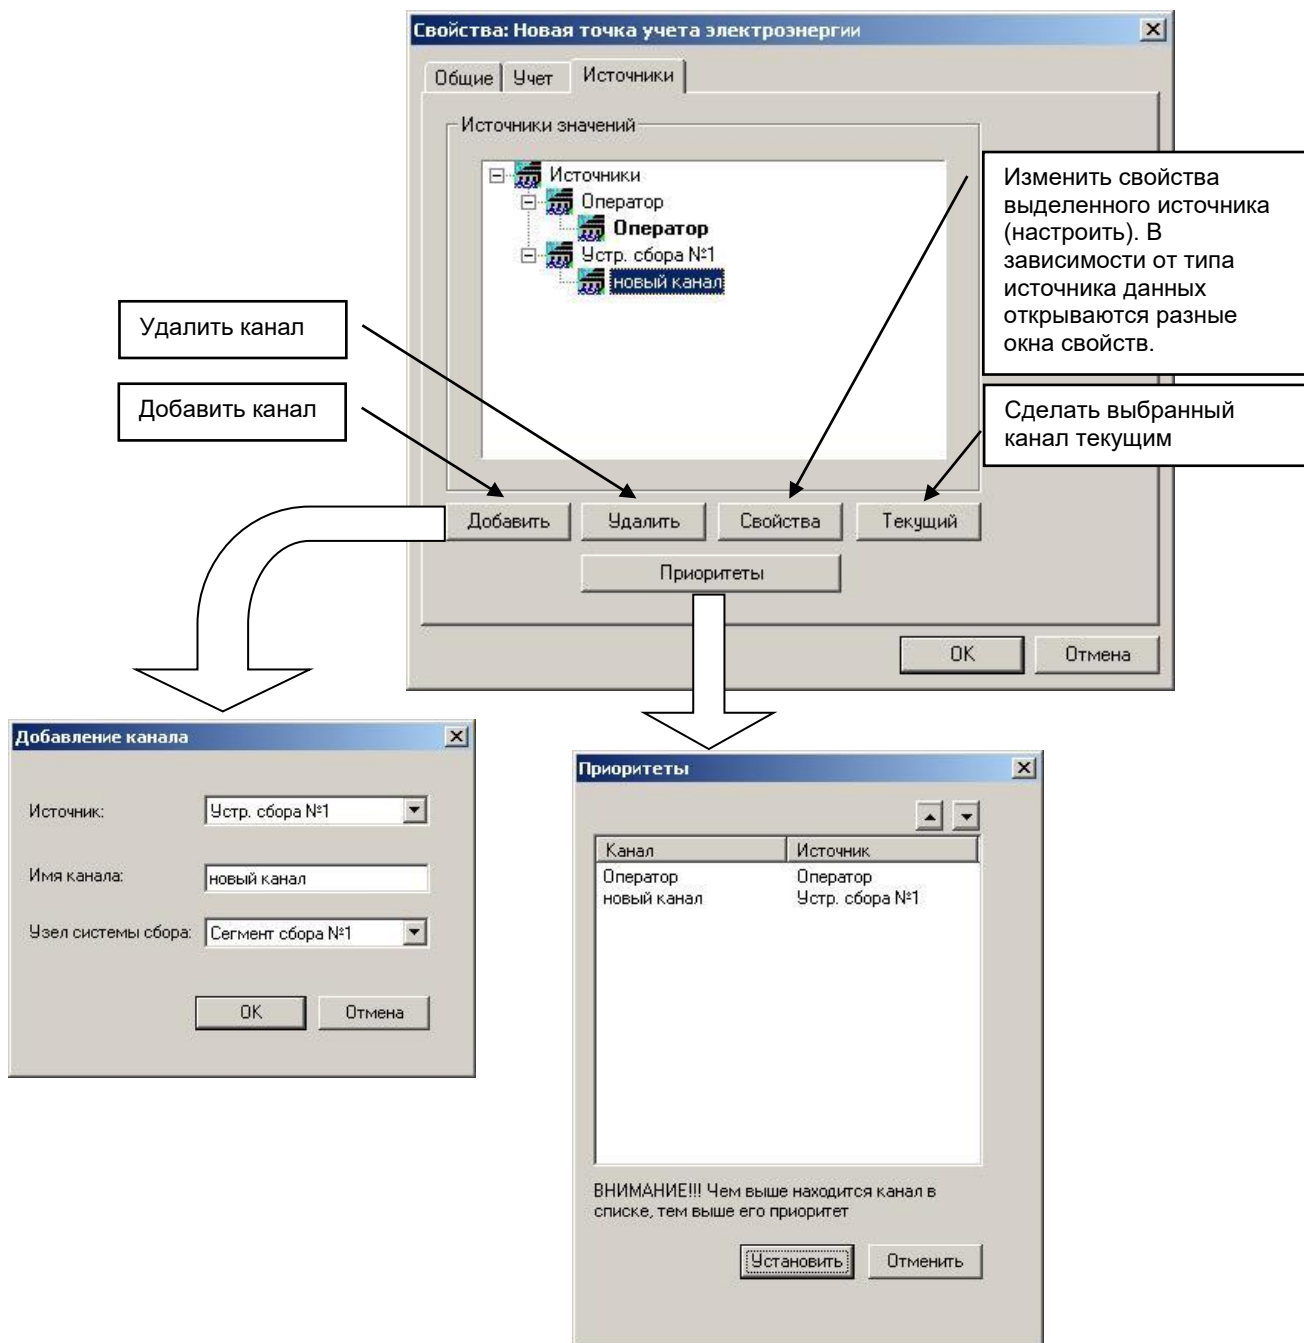 Свойства: Новая точка учета электроэнергии
Общие Учет Источники
Источники значений
Источники
Оператор
Оператор
Устр. сбора №1
новый канал
Изменить свойства
выделенного источника
(настроить). В
зависимости от типа
источника данных
открываются разные
окна свойств.
Удалить канал
Добавить канал
Сделать выбранный
канал текущим
Добавить Удалить Свойства Текущий
Приоритеты
OK Отмена
Добавление канала
Источник: Устр. сбора №1
Имя канала: новый канал
Узел системы сбора: Сегмент сбора №1
OK Отмена
Приоритеты
Канал Источник
Оператор Оператор
новый канал Устр. сбора №1
ВНИМАНИЕ!!! Чем выше находится канал в
списке, тем выше его приоритет
Установить Отменить